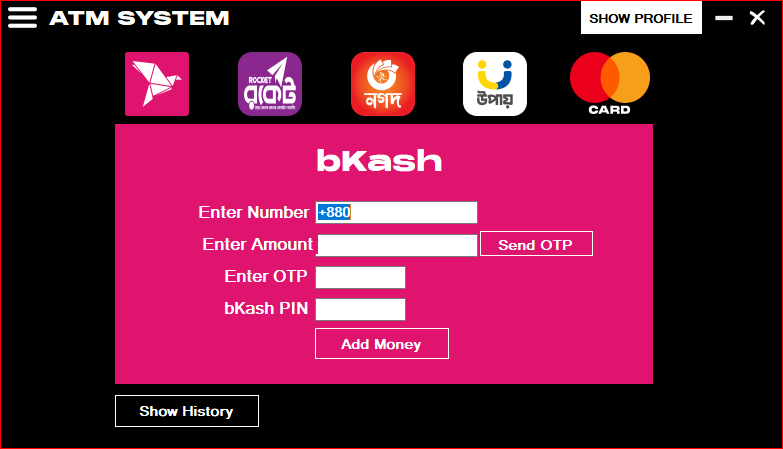 ATM SYSTEM
SHOW PROFILE
ROCKET
রকেট
নগদ
উপায়
CARD
bKash
Enter Number +880
Enter Amount Send OTP
Enter OTP
bKash PIN
Add Money
Show History